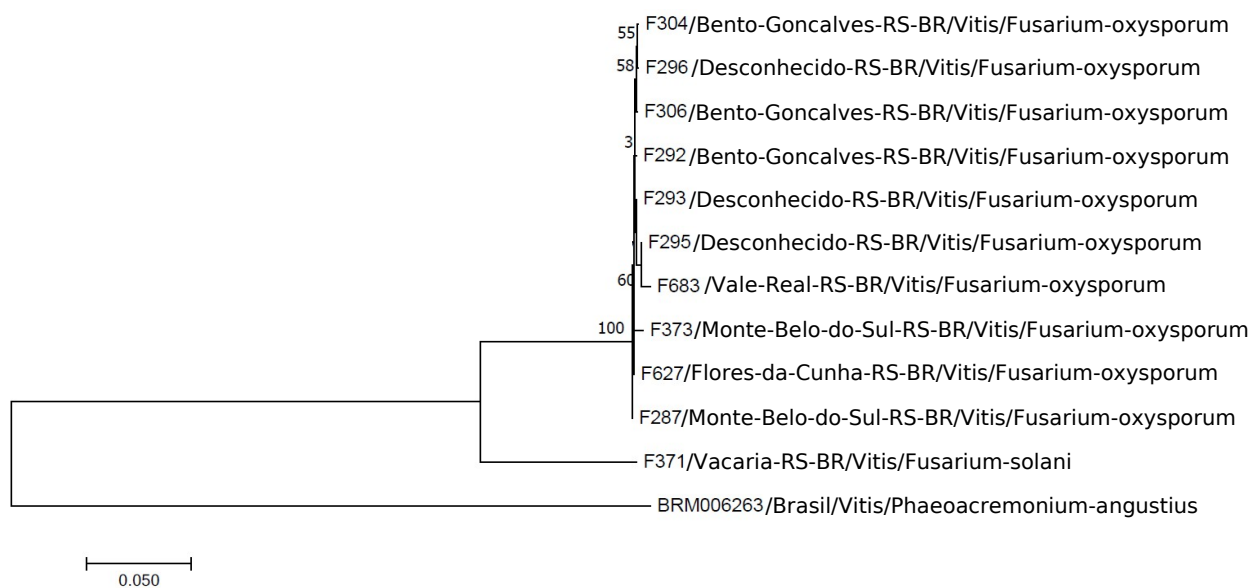 55
F304/Bento-Goncalves-RS-BR/Vitis/Fusarium-oxysporum
58
F296/Desconhecido-RS-BR/Vitis/Fusarium-oxysporum
F306/Bento-Goncalves-RS-BR/Vitis/Fusarium-oxysporum
3
F292/Bento-Goncalves-RS-BR/Vitis/Fusarium-oxysporum
F293/Desconhecido-RS-BR/Vitis/Fusarium-oxysporum
F295/Desconhecido-RS-BR/Vitis/Fusarium-oxysporum
60
F683 /Vale-Real-RS-BR/Vitis/Fusarium-oxysporum
100
F373/Monte-Belo-do-Sul-RS-BR/Vitis/Fusarium-oxysporum
F627/Flores-da-Cunha-RS-BR/Vitis/Fusarium-oxysporum
F287/Monte-Belo-do-Sul-RS-BR/Vitis/Fusarium-oxysporum
F371/Vacaria-RS-BR/Vitis/Fusarium-solani
BRM006263/Brasil/Vitis/Phaeoacremonium-angustius
0.050